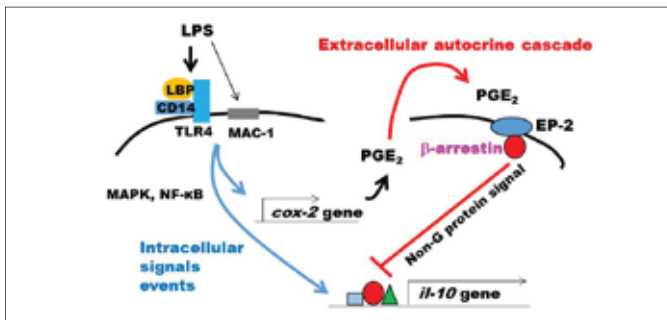 LPS
Extracellular autocrine cascade
LBP
CD14
TLR4
MAC-1
PGE₂
EP-2
β-arrestin
PGE₂
MAPK, NF-κB
cox-2 gene
Non-G protein signal
Intracellular
signals
events
il-10 gene